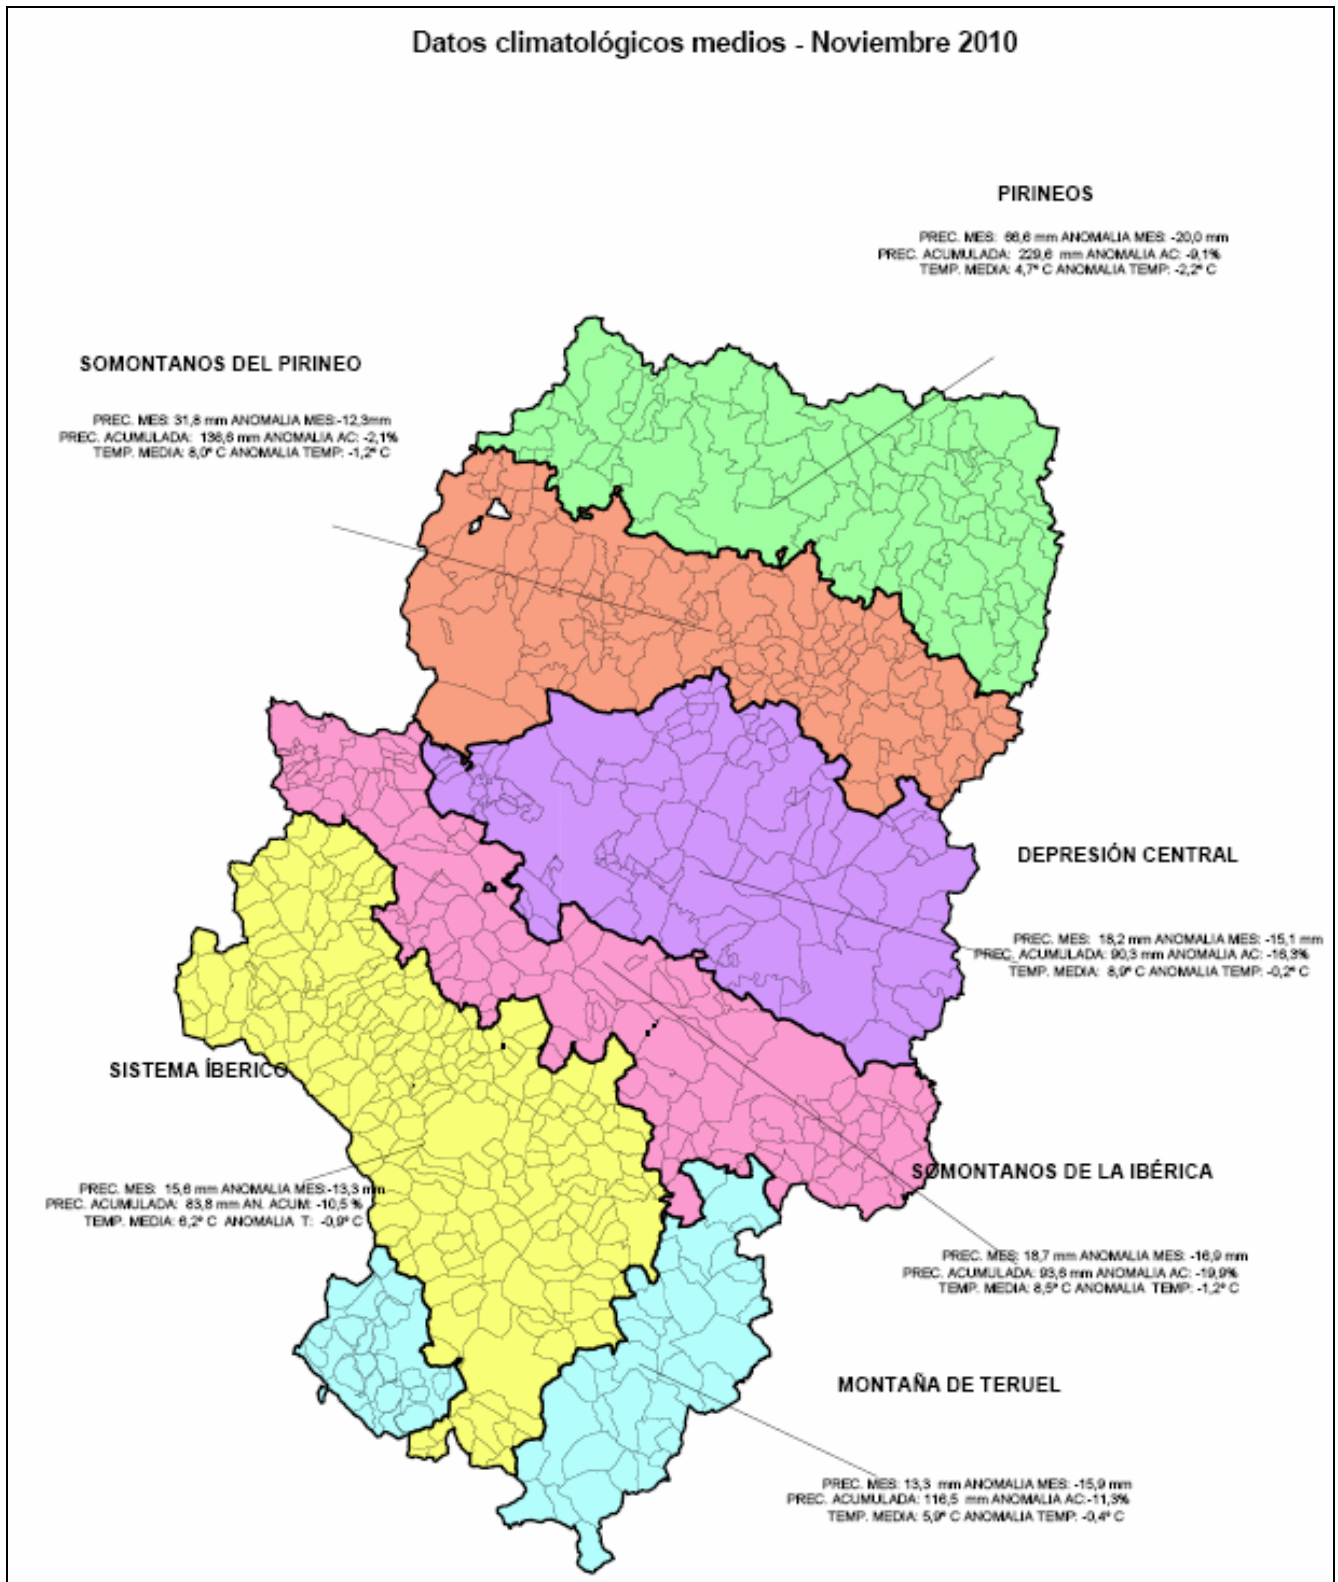 Datos climatológicos medios - Noviembre 2010
PIRINEOS
PREC. MES: 66,6 mm ANOMALIA MES: -20,0 mm
PREC. ACUMULADA: 229,6 mm ANOMALIA AC: -9,1%
TEMP. MEDIA: 4,7º C ANOMALIA TEMP: -2,2º C
SOMONTANOS DEL PIRINEO
PREC. MES: 31,8 mm ANOMALIA MES:-12,3mm
PREC. ACUMULADA: 136,6 mm ANOMALIA AC: -2,1%
TEMP. MEDIA: 8,0º C ANOMALIA TEMP: -1,2º C
DEPRESIÓN CENTRAL
PREC. MES: 18,2 mm ANOMALIA MES: -15,1 mm
PREC. ACUMULADA: 90,3 mm ANOMALIA AC: -16,3%
TEMP. MEDIA: 8,9º C ANOMALIA TEMP: -0,2º C
SISTEMA ÍBERICO
PREC. MES: 15,6 mm ANOMALIA MES:-13,3 mm
PREC. ACUMULADA: 83,8 mm AN. ACUM: -10,5 %
TEMP. MEDIA: 6,2º C ANOMALIA T: -0,9º C
SOMONTANOS DE LA IBÉRICA
PREC. MES: 18,7 mm ANOMALIA MES: -16,9 mm
PREC. ACUMULADA: 93,6 mm ANOMALIA AC: -19,9%
TEMP. MEDIA: 8,5º C ANOMALIA TEMP: -1,2º C
MONTAÑA DE TERUEL
PREC. MES: 13,3 mm ANOMALIA MES: -15,9 mm
PREC. ACUMULADA: 116,5 mm ANOMALIA AC:-11,3%
TEMP. MEDIA: 5,9º C ANOMALIA TEMP: -0,4º C